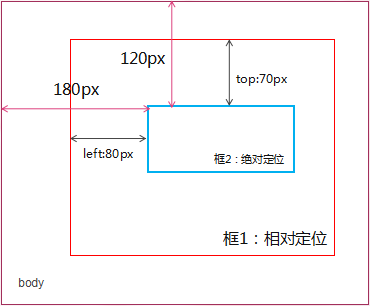 120px
top:70px
180px
left:80px
框2：绝对定位
框1：相对定位
body